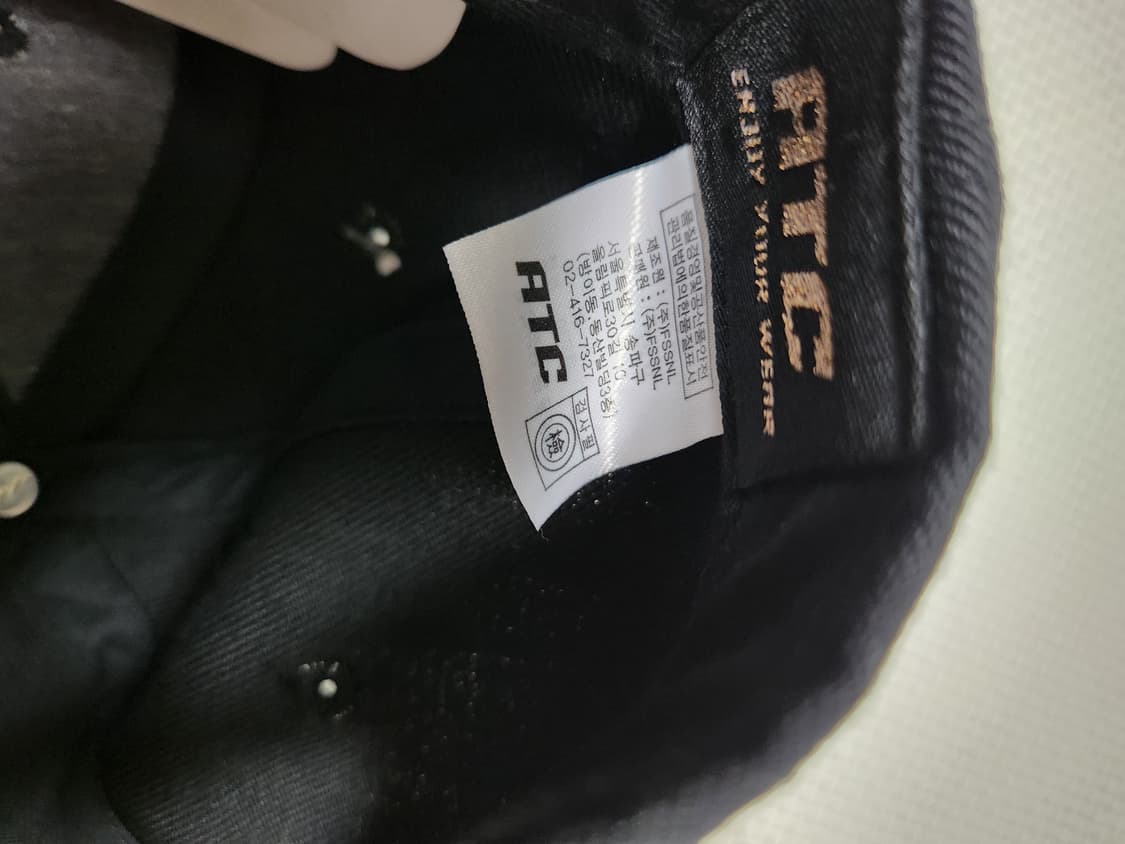 ATC
ENJOY YOUR WEAR
품질경영및공산품안전
관리법에의한품질표시
제조원 : (주)FSSNL
판매원 : (주)FSSNL
서울특별시 송파구
올림픽로30길 10
(방이동, 동산빌딩3층)
02-416-7327
ATC
검사필
檢